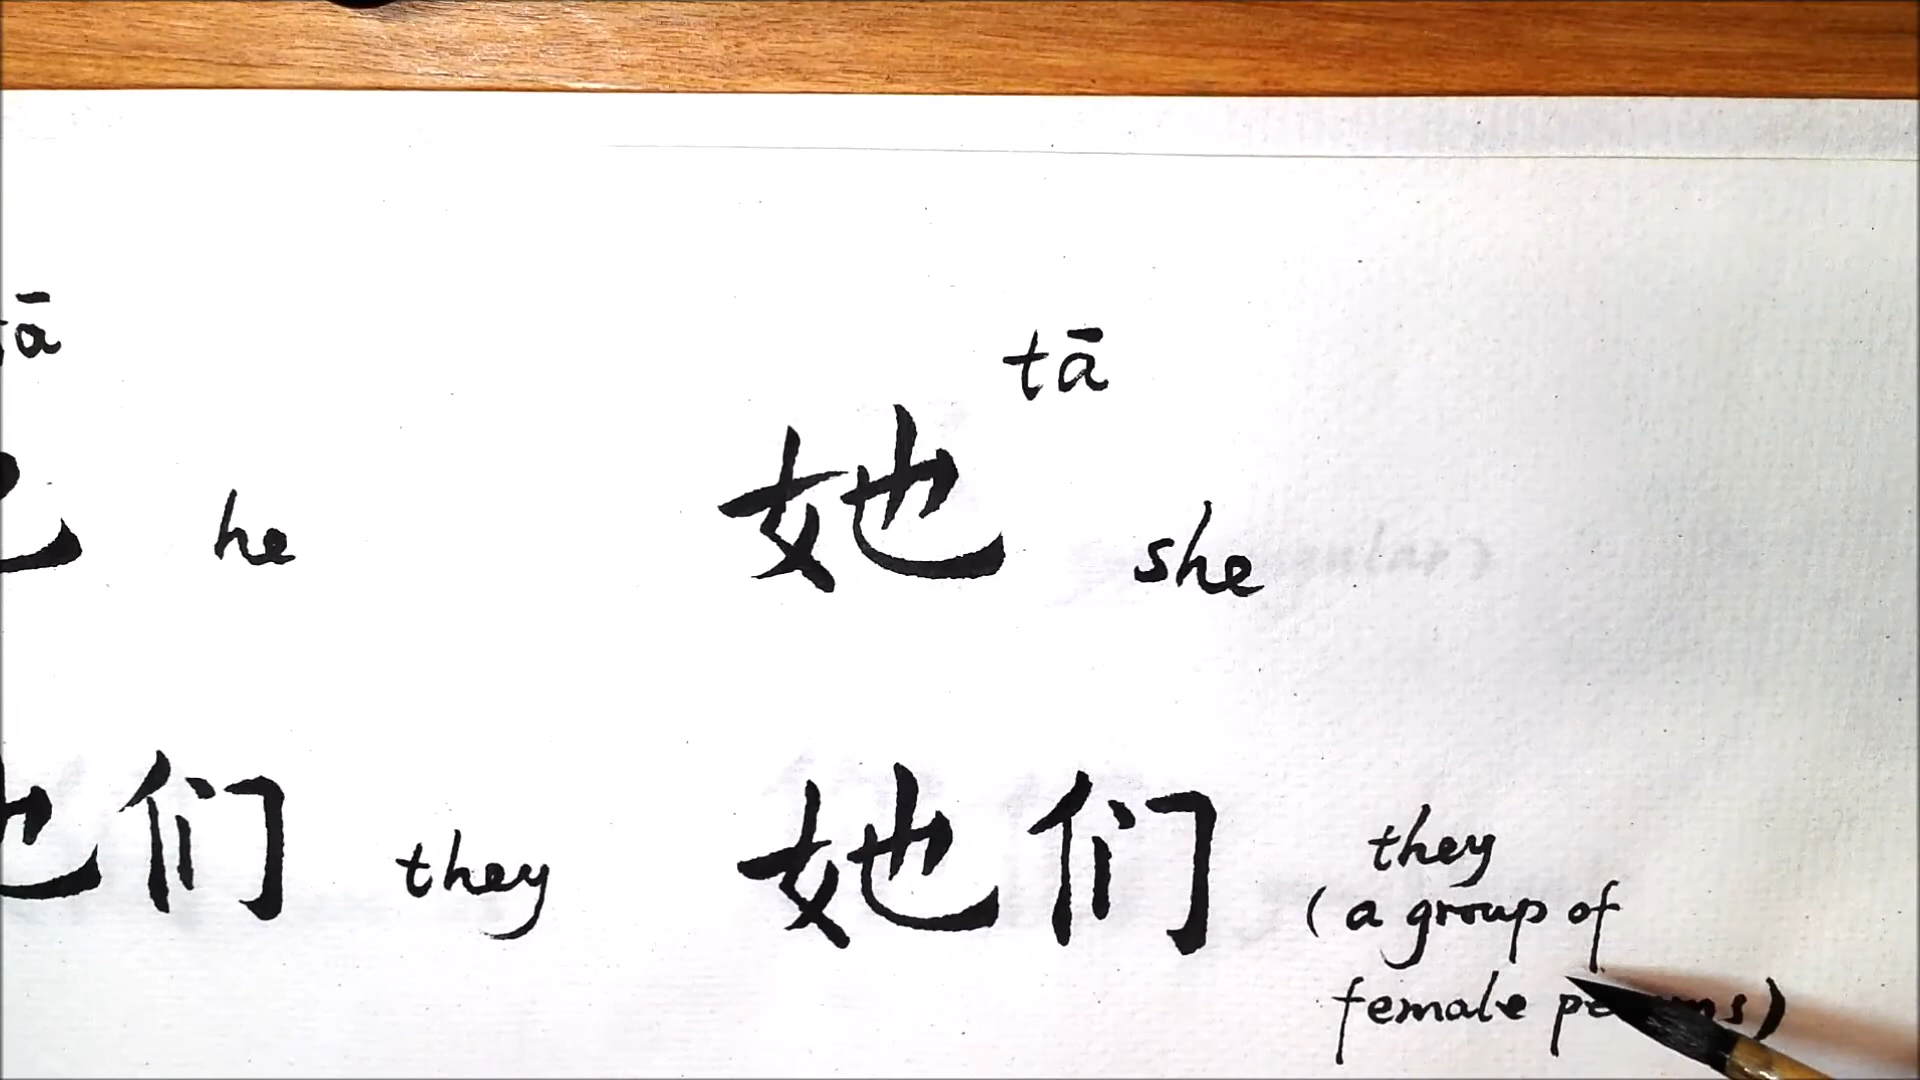 tā
he
tā
她
she
们
they
她们
they
(a group of
female